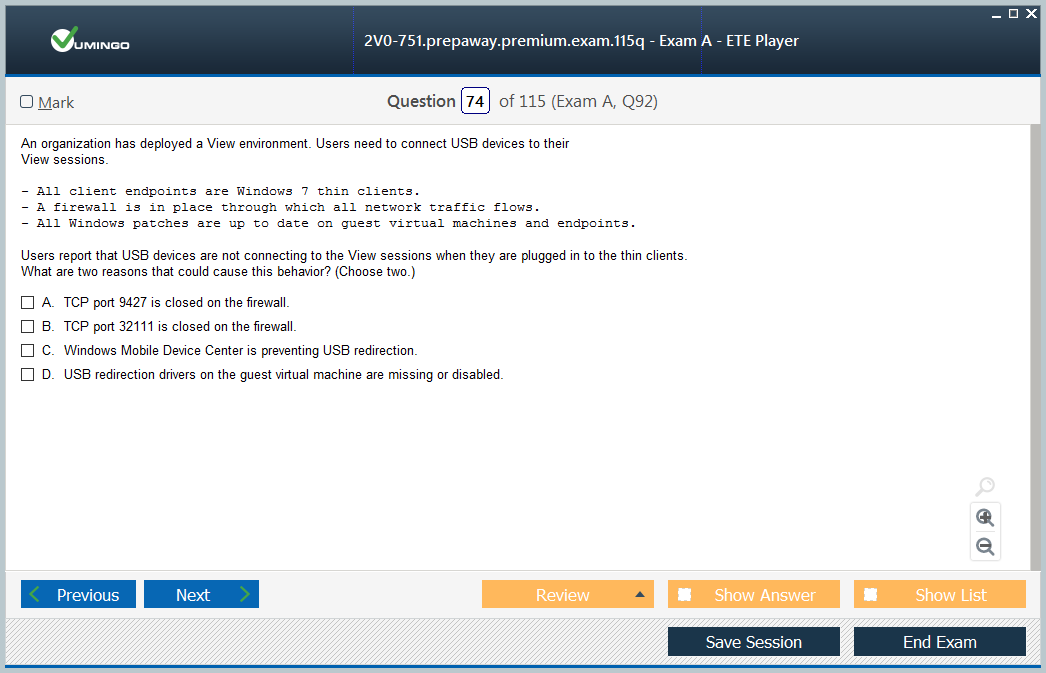 VUMINGO
2V0-751.prepaway.premium.exam.115q - Exam A - ETE Player
Mark
Question 74 of 115 (Exam A, Q92)
An organization has deployed a View environment. Users need to connect USB devices to their
View sessions.
- All client endpoints are Windows 7 thin clients.
- A firewall is in place through which all network traffic flows.
- All Windows patches are up to date on guest virtual machines and endpoints.
Users report that USB devices are not connecting to the View sessions when they are plugged in to the thin clients.
What are two reasons that could cause this behavior? (Choose two.)
A. TCP port 9427 is closed on the firewall.
B. TCP port 32111 is closed on the firewall.
C. Windows Mobile Device Center is preventing USB redirection.
D. USB redirection drivers on the guest virtual machine are missing or disabled.
Previous
Next
Review
Show Answer
Show List
Save Session
End Exam